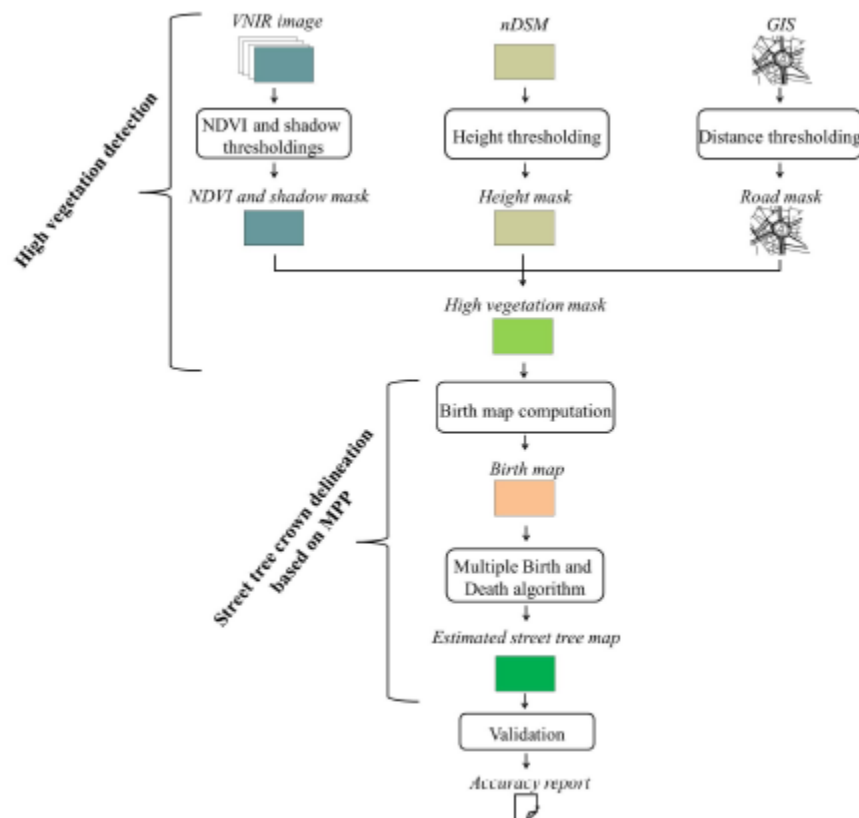 VNIR image
nDSM
GIS
NDVI and shadow
thresholdings
Height thresholding
Distance thresholding
NDVI and shadow mask
Height mask
Road mask
High vegetation detection
High vegetation mask
Birth map computation
Birth map
Street tree crown delineation
based on MPP
Multiple Birth and
Death algorithm
Estimated street tree map
Validation
Accuracy report